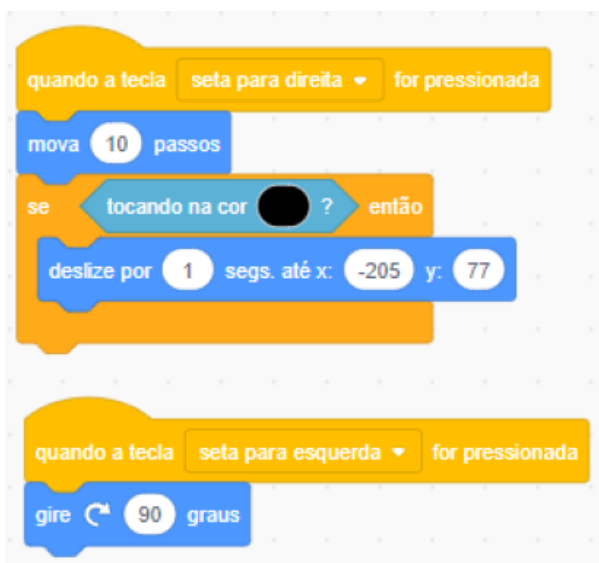 quando a tecla seta para direita for pressionada
mova 10 passos
se tocando na cor ? então
deslize por 1 segs. até x: -205 y: 77
quando a tecla seta para esquerda for pressionada
gire 90 graus